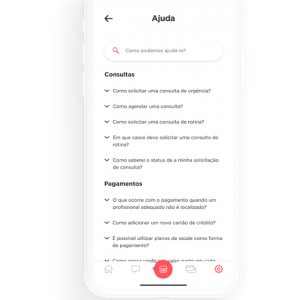 Ajuda
Como podemos ajudá-lo?
Consultas
Como solicitar uma consulta de urgência?
Como agendar uma consulta?
Como solicitar uma consulta de rotina?
Em que casos devo solicitar uma consulta de
rotina?
Como saberei o status da a minha solicitação
de consulta?
Pagamentos
O que ocorre com o pagamento quando um
profissional adequado não é localizado?
Como adicionar um novo cartão de crédito?
É possível utilizar planos de saúde como forma
de pagamento?
Como